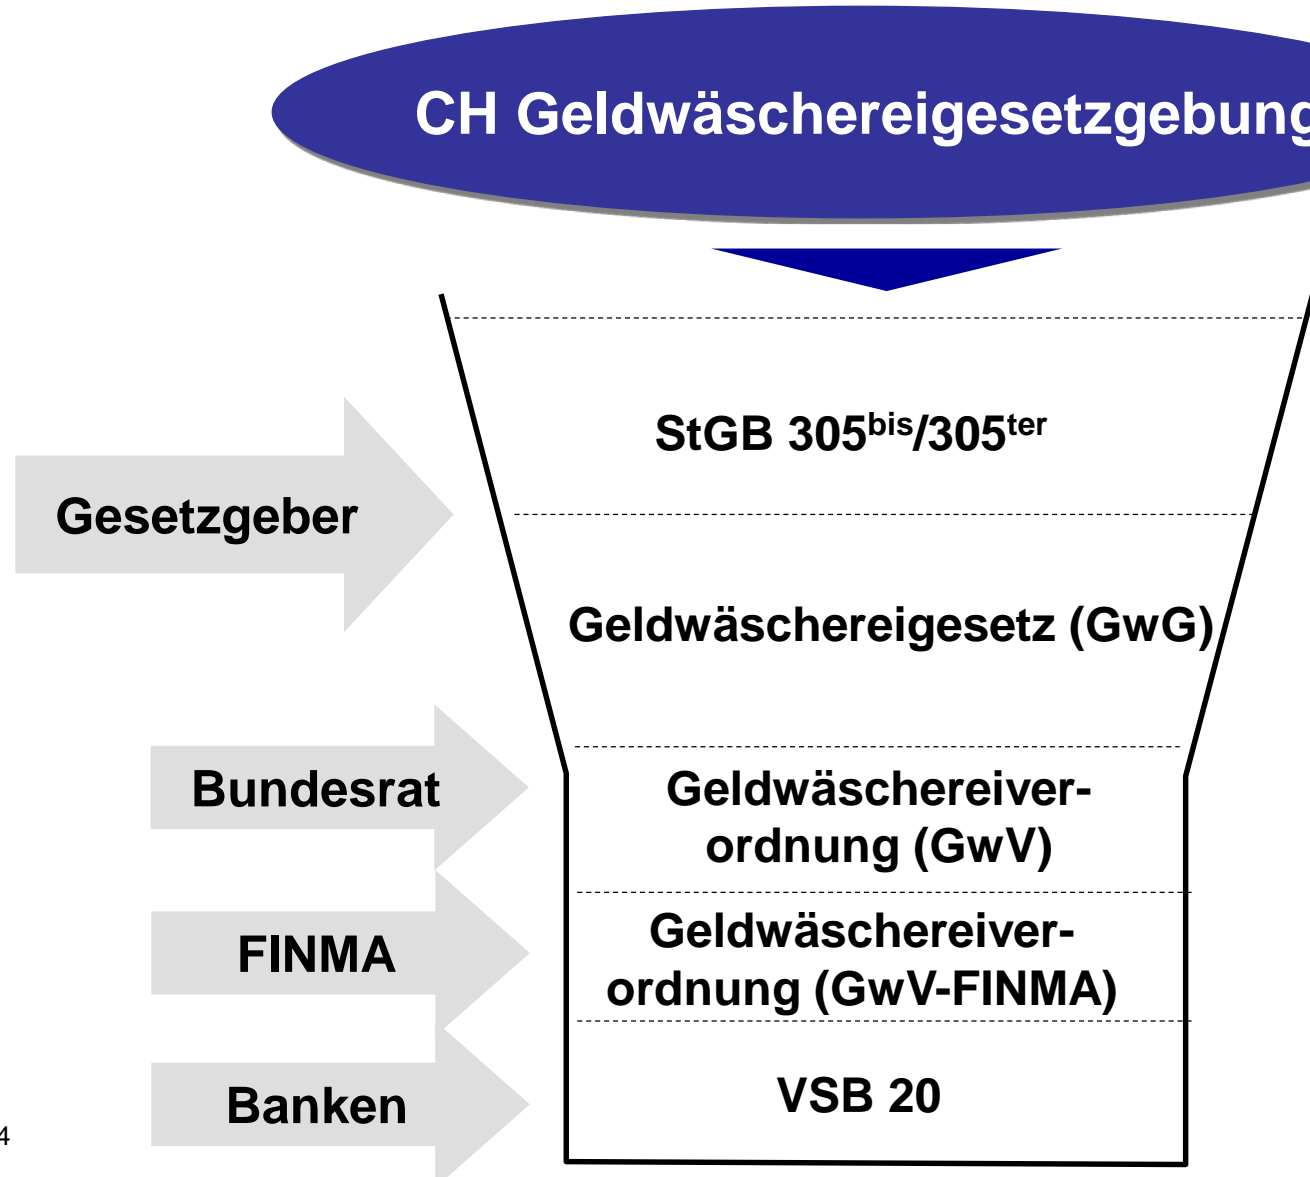 CH Geldwäschereigesetzgebung
StGB 305bis/305ter
Gesetzgeber
Geldwäschereigesetz (GwG)
Bundesrat
Geldwäschereiver-
ordnung (GwV)
FINMA
Geldwäschereiver-
ordnung (GwV-FINMA)
Banken
VSB 20
4